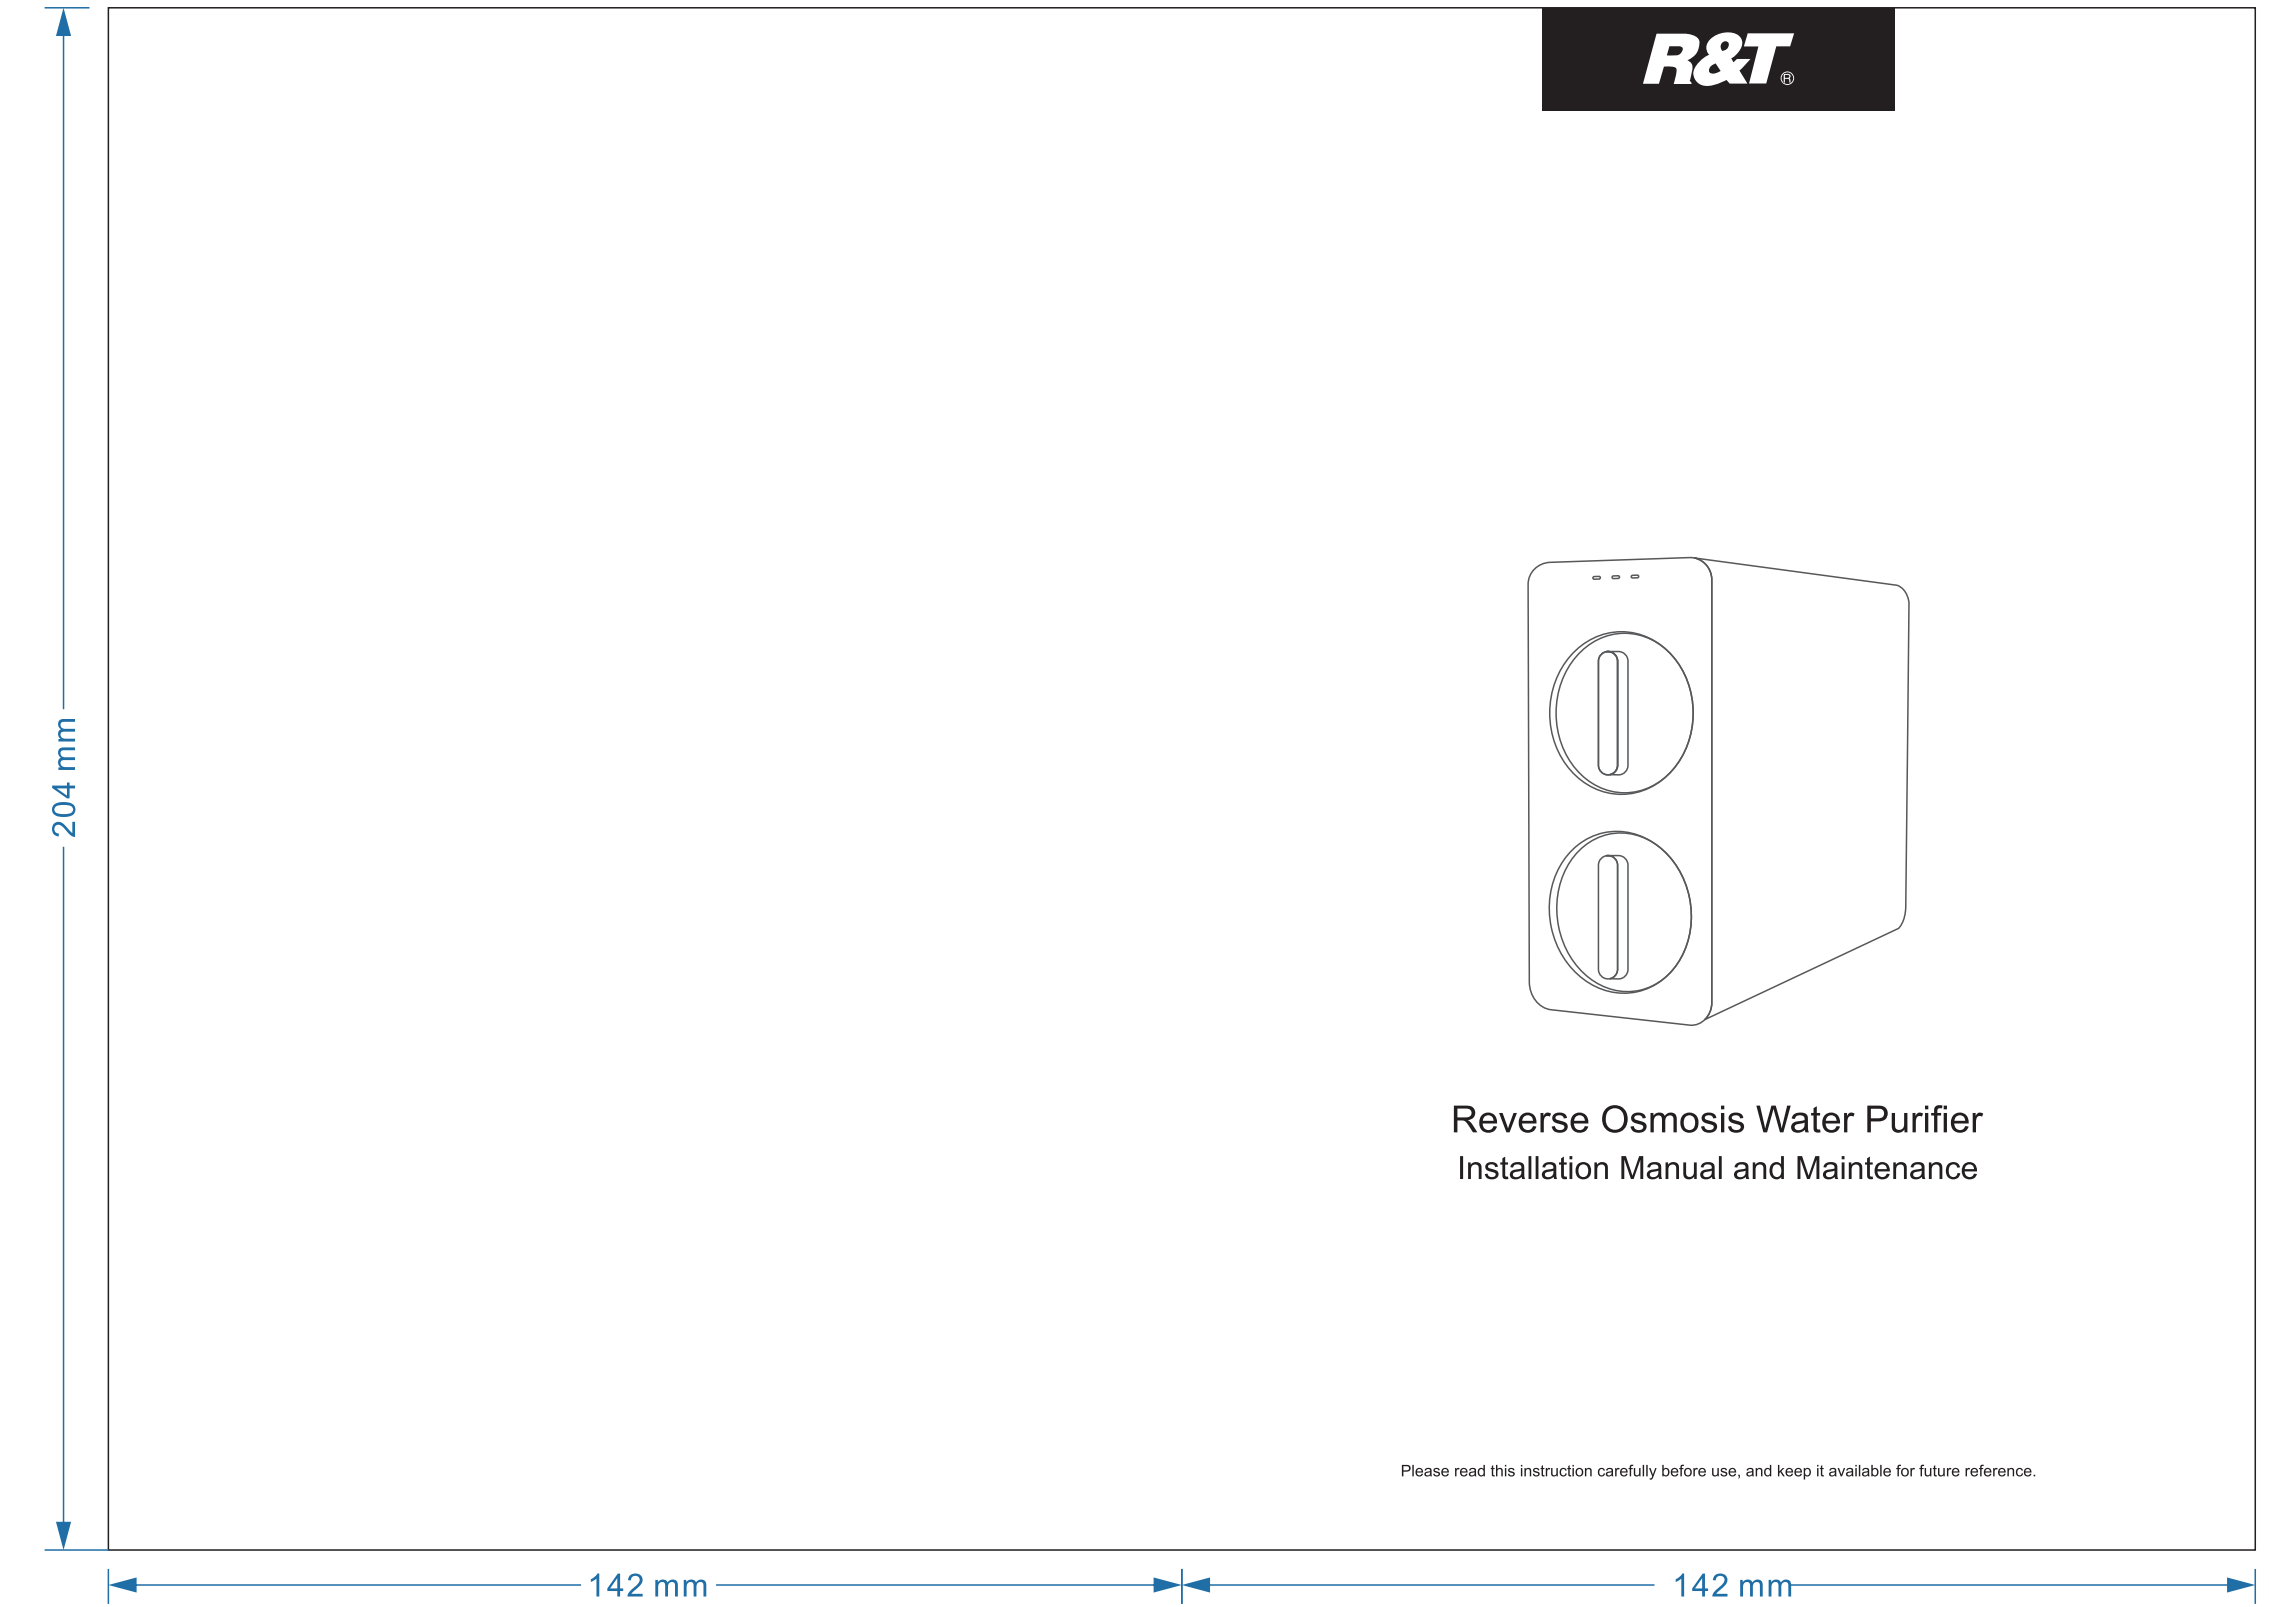 R&T®
204 mm
Reverse Osmosis Water Purifier
Installation Manual and Maintenance
Please read this instruction carefully before use, and keep it available for future reference.
142 mm
142 mm